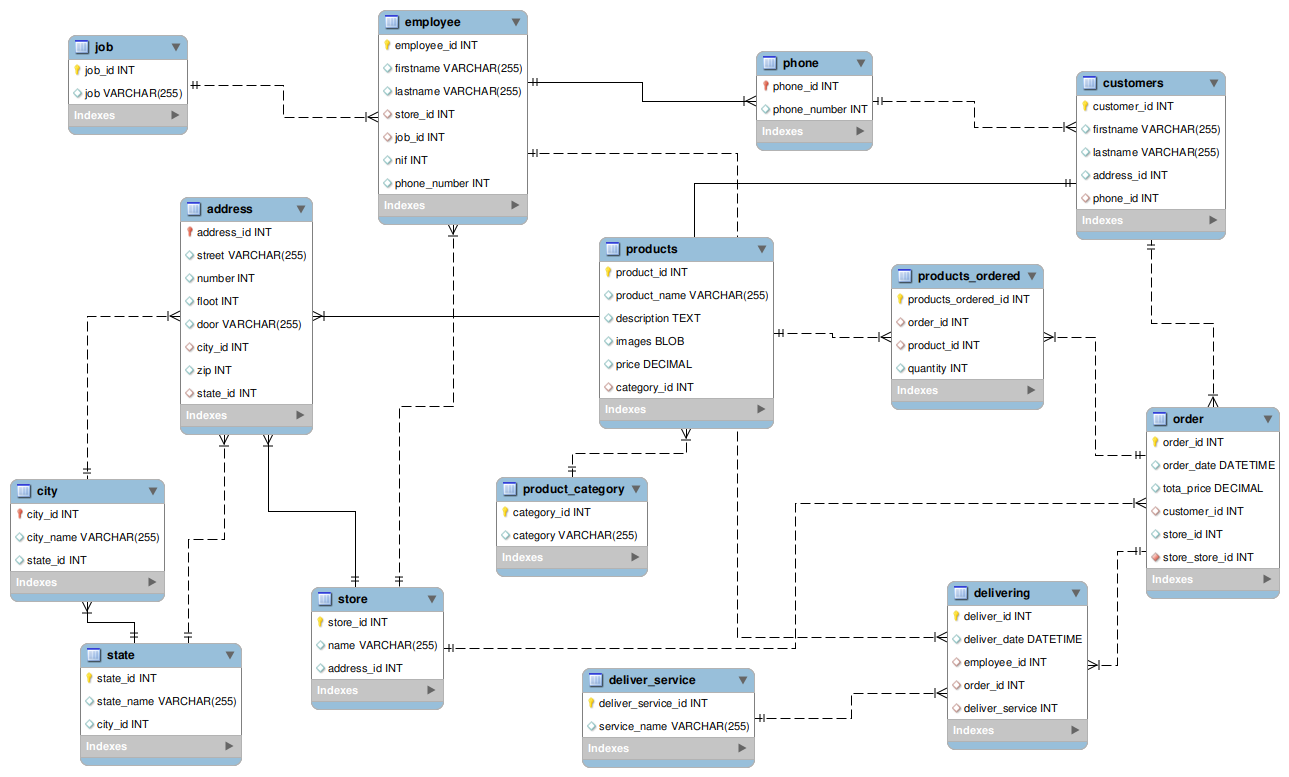 job
job_id INT
job VARCHAR(255)
Indexes
employee
employee_id INT
firstname VARCHAR(255)
lastname VARCHAR(255)
store_id INT
job_id INT
nif INT
phone_number INT
Indexes
phone
phone_id INT
phone_number INT
Indexes
customers
customer_id INT
firstname VARCHAR(255)
lastname VARCHAR(255)
address_id INT
phone_id INT
Indexes
address
address_id INT
street VARCHAR(255)
number INT
floot INT
door VARCHAR(255)
city_id INT
zip INT
state_id INT
Indexes
products
product_id INT
product_name VARCHAR(255)
description TEXT
images BLOB
price DECIMAL
category_id INT
Indexes
products_ordered
products_ordered_id INT
order_id INT
product_id INT
quantity INT
Indexes
order
order_id INT
order_date DATETIME
tota_price DECIMAL
customer_id INT
store_id INT
store_store_id INT
Indexes
city
city_id INT
city_name VARCHAR(255)
state_id INT
Indexes
product_category
category_id INT
category VARCHAR(255)
Indexes
store
store_id INT
name VARCHAR(255)
address_id INT
Indexes
delivering
deliver_id INT
deliver_date DATETIME
employee_id INT
order_id INT
deliver_service INT
Indexes
state
state_id INT
state_name VARCHAR(255)
city_id INT
Indexes
deliver_service
deliver_service_id INT
service_name VARCHAR(255)
Indexes